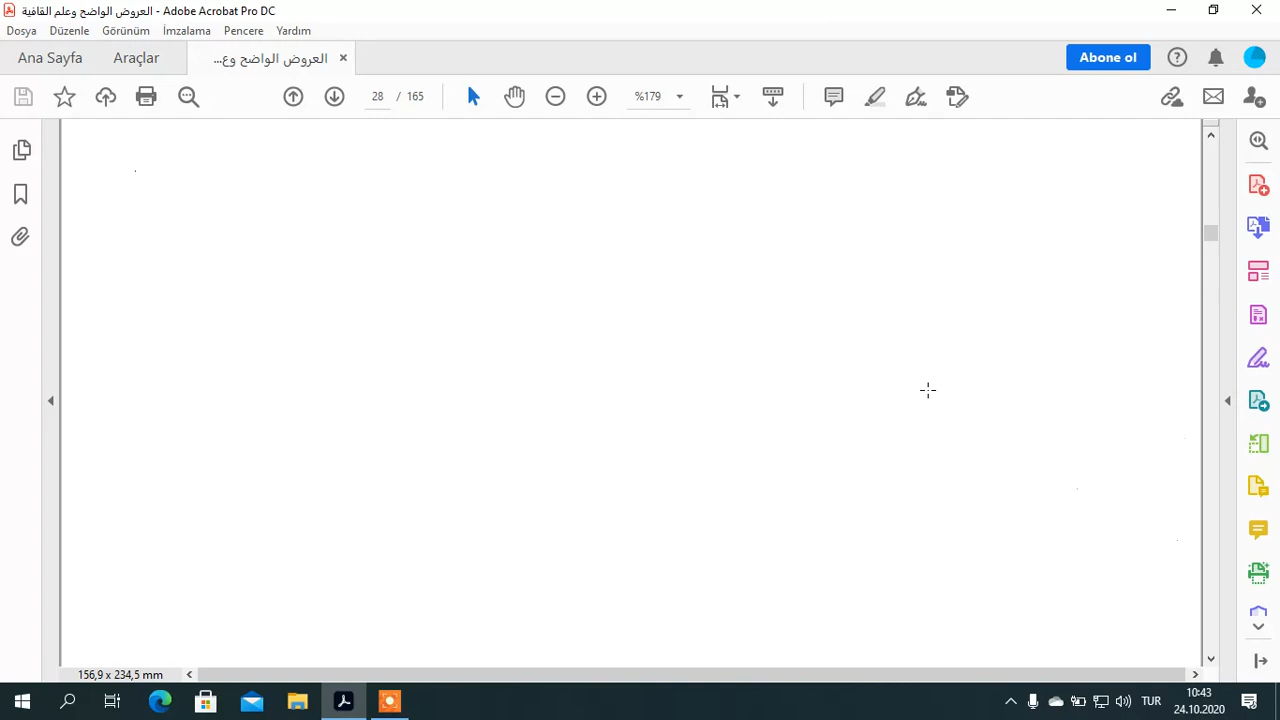 العروض الواضح وعلم القافية - Adobe Acrobat Pro DC
Dosya Düzenle Görünüm İmzalama Pencere Yardım
Ana Sayfa Araçlar العروض الواضح وع... Abone ol
28 / 165 %179
156,9 x 234,5 mm
TUR 10:43
24.10.2020